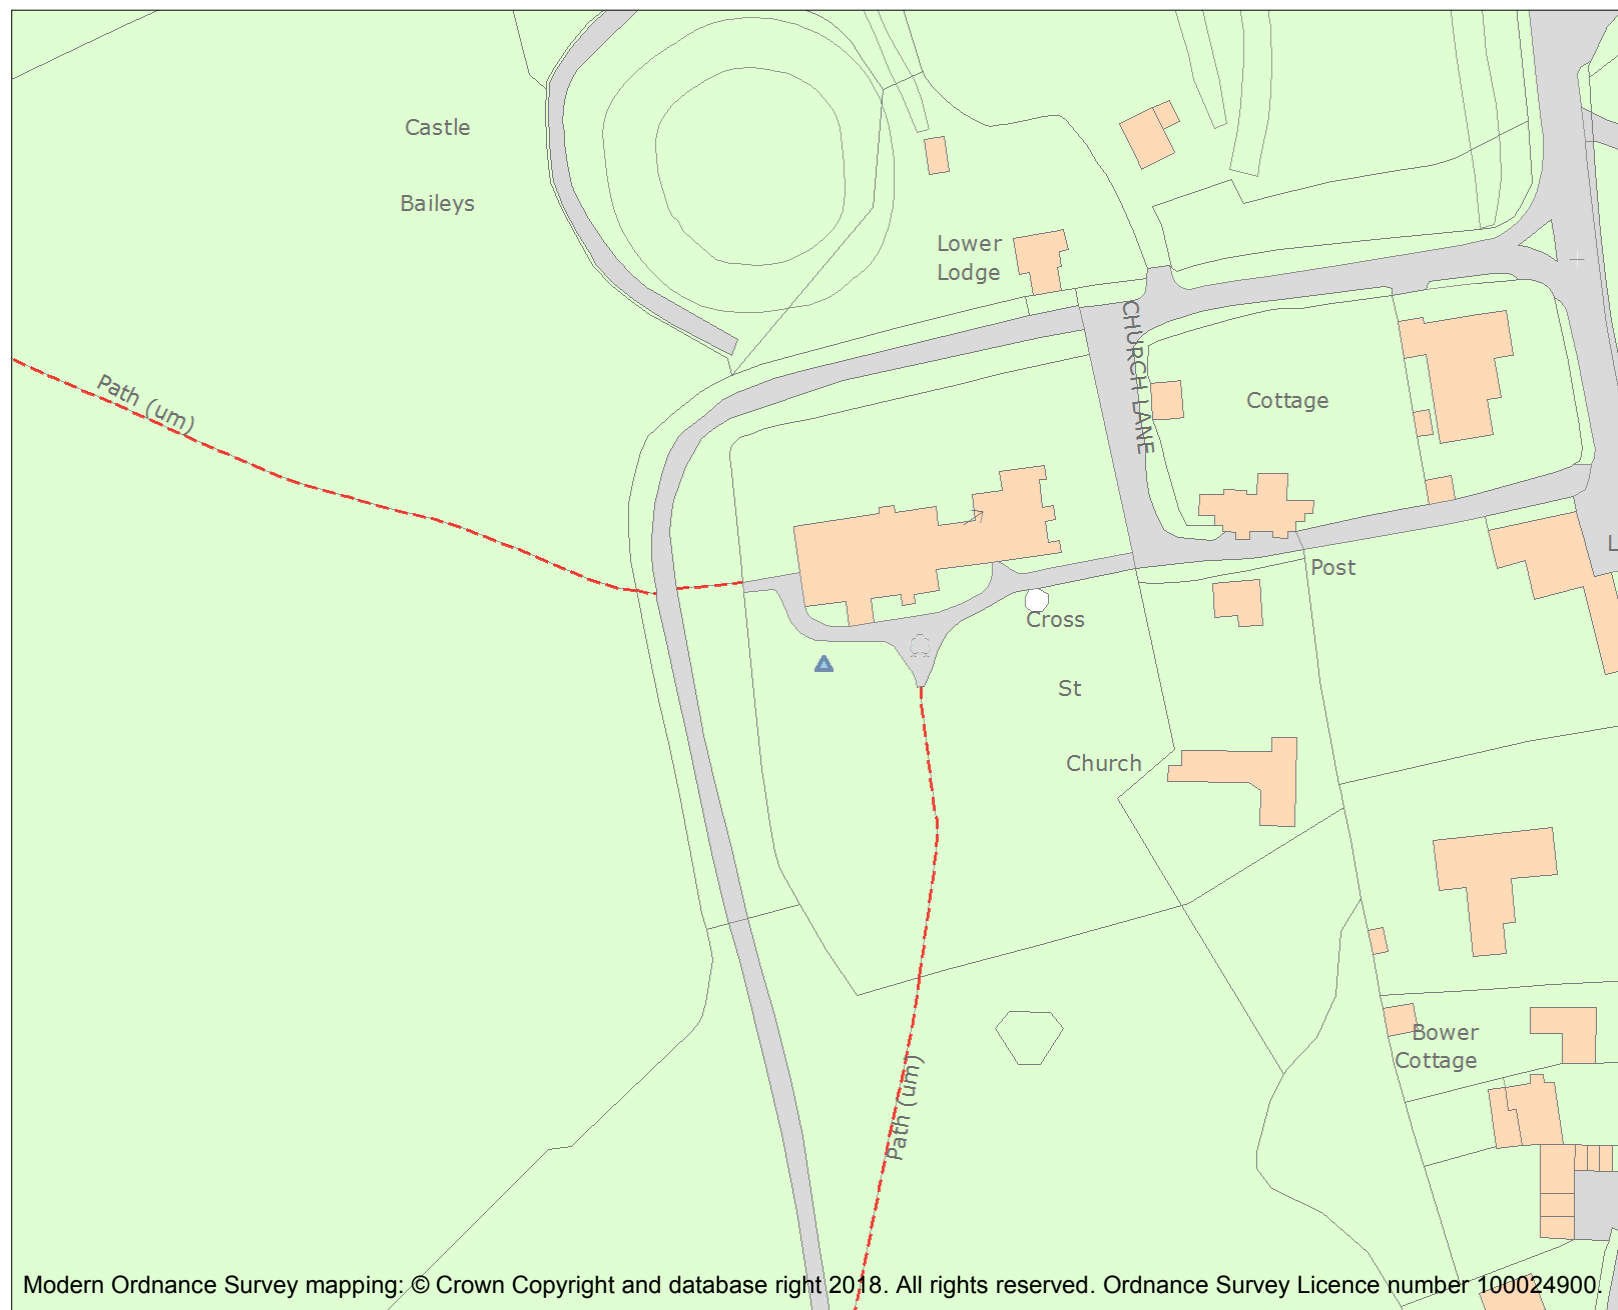 Castle
Baileys
Lower
Lodge
CHURCH LANE
Path (um)
Cottage
Post
Cross
St
Church
Bower
Cottage
Path (um)
L
Modern Ordnance Survey mapping: © Crown Copyright and database right 2018. All rights reserved. Ordnance Survey Licence number 100024900.